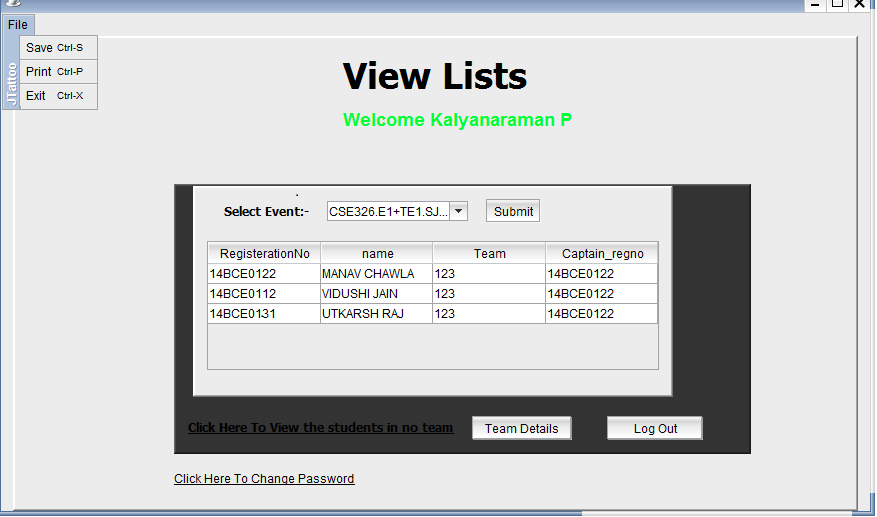 File
Save Ctrl-S
Print Ctrl-P
Exit Ctrl-X
JTattoo
View Lists
Welcome Kalyanaraman P
Select Event:- CSE326.E1+TE1.SJ... Submit
RegisterationNo name Team Captain_regno
14BCE0122 MANAV CHAWLA 123 14BCE0122
14BCE0112 VIDUSHI JAIN 123 14BCE0122
14BCE0131 UTKARSH RAJ 123 14BCE0122
Click Here To View the students in no team Team Details Log Out
Click Here To Change Password